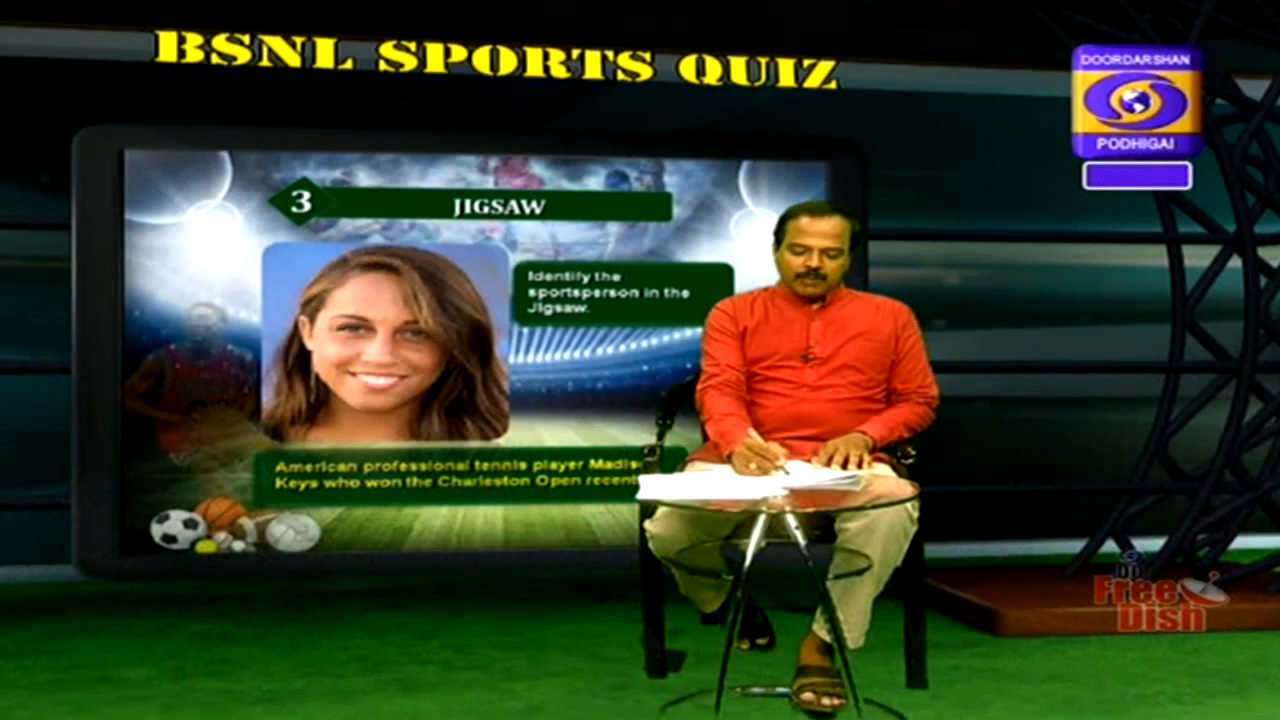 BSNL SPORTS QUIZ
DOORDARSHAN
PODHIGAI
3
JIGSAW
Identify the
sportsperson in the
Jigsaw.
American professional tennis player
Keys who won the Charleston Open
Free
Dish